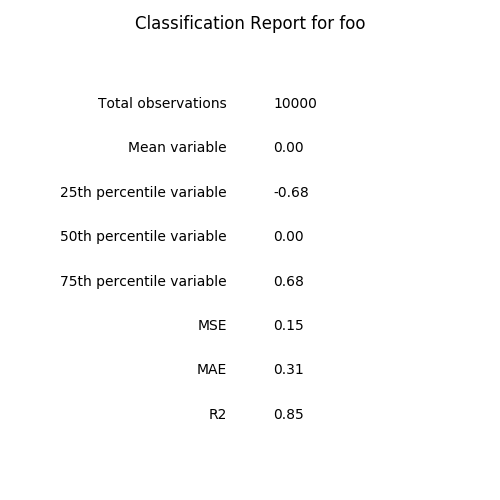 Classification Report for foo
Total observations 10000
Mean variable 0.00
25th percentile variable -0.68
50th percentile variable 0.00
75th percentile variable 0.68
MSE 0.15
MAE 0.31
R2 0.85